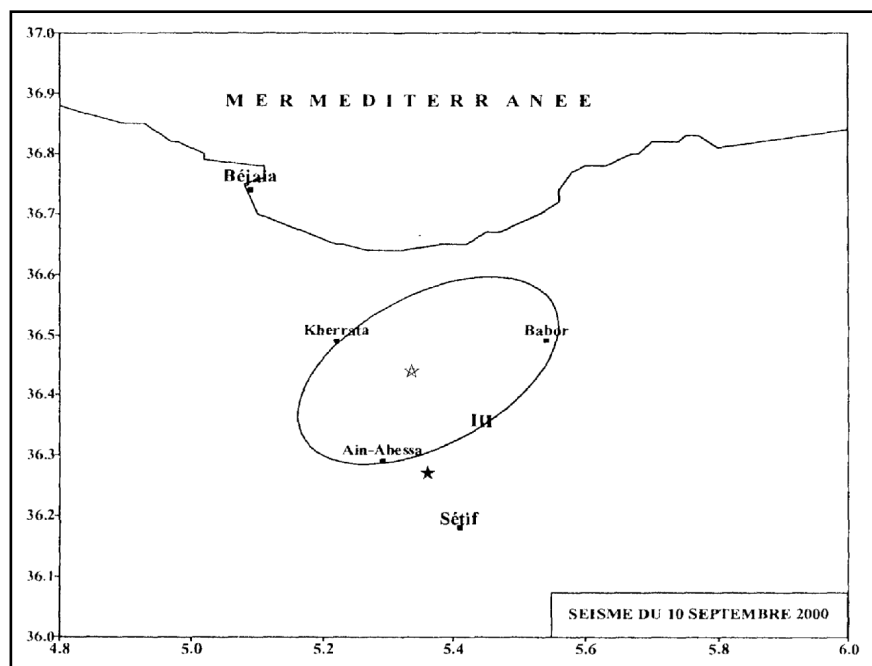 37.0
36.9
MER MEDITERRANEE
36.8
Béjaia
36.7
36.6
Kherrata
Babor
36.5
36.4
III
Ain-Abessa
36.3
Sétif
36.2
36.1
SEISME DU 10 SEPTEMBRE 2000
36.0
4.8 5.0 5.2 5.4 5.6 5.8 6.0